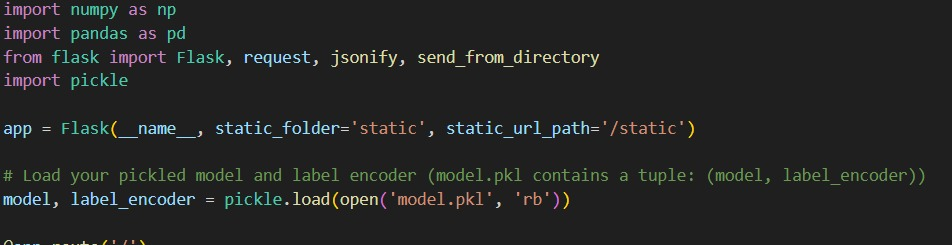 import numpy as np
import pandas as pd
from flask import Flask, request, jsonify, send_from_directory
import pickle
app = Flask(__name__, static_folder='static', static_url_path='/static')
# Load your pickled model and label encoder (model.pkl contains a tuple: (model, label_encoder))
model, label_encoder = pickle.load(open('model.pkl', 'rb'))
@app.route('/')